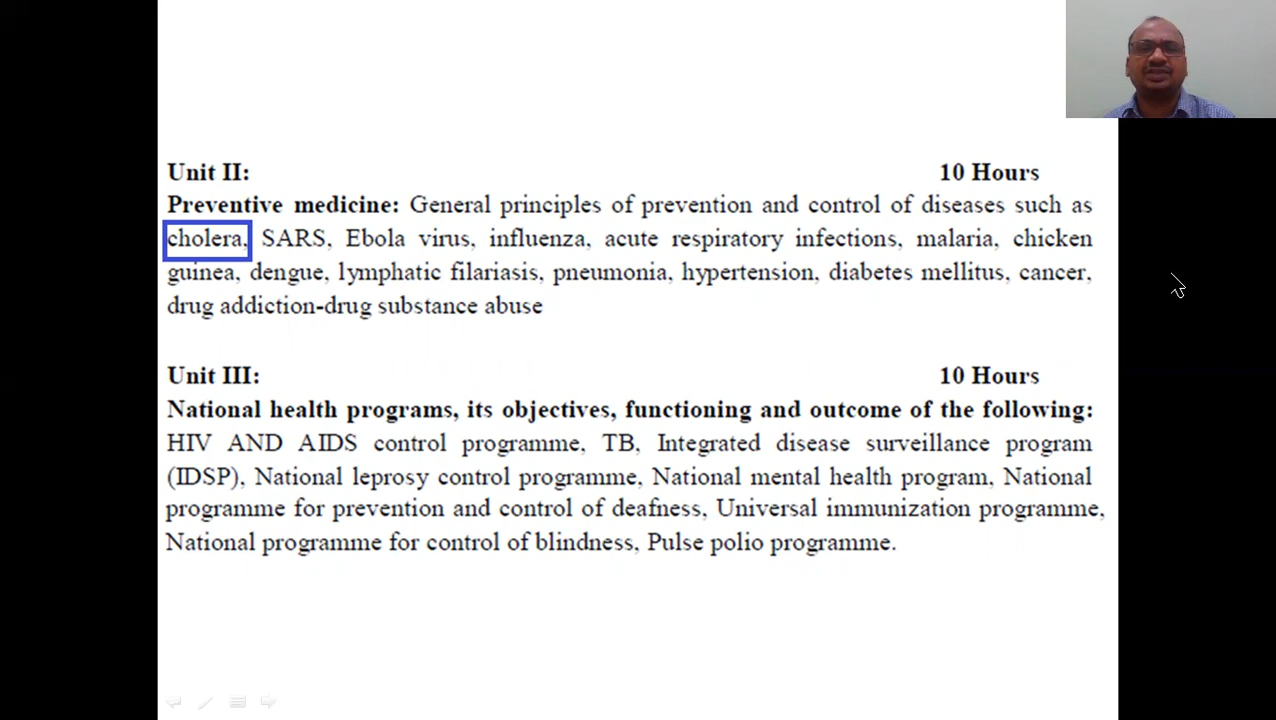 Unit II: 10 Hours
Preventive medicine: General principles of prevention and control of diseases such as
cholera, SARS, Ebola virus, influenza, acute respiratory infections, malaria, chicken
guinea, dengue, lymphatic filariasis, pneumonia, hypertension, diabetes mellitus, cancer,
drug addiction-drug substance abuse
Unit III: 10 Hours
National health programs, its objectives, functioning and outcome of the following:
HIV AND AIDS control programme, TB, Integrated disease surveillance program
(IDSP), National leprosy control programme, National mental health program, National
programme for prevention and control of deafness, Universal immunization programme,
National programme for control of blindness, Pulse polio programme.